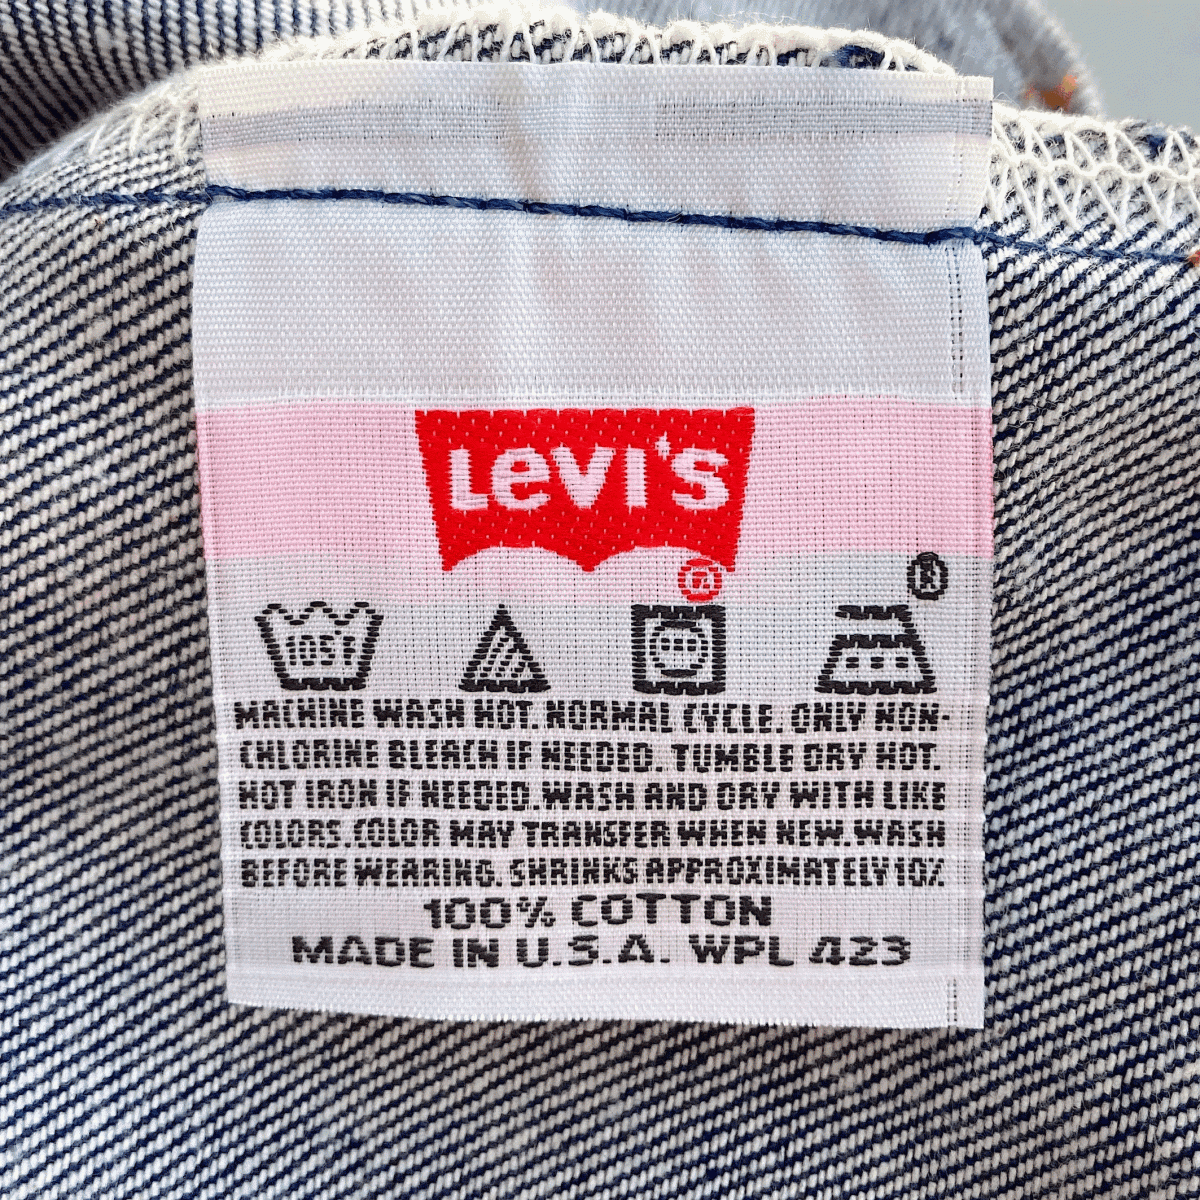 LEVI'S
®
®
105°
MACHINE WASH HOT. NORMAL CYCLE. ONLY NON-
CHLORINE BLEACH IF NEEDED. TUMBLE DRY HOT.
HOT IRON IF NEEDED. WASH AND DRY WITH LIKE
COLORS. COLOR MAY TRANSFER WHEN NEW. WASH
BEFORE WEARING. SHRINKS APPROXIMATELY 10%
100% COTTON
MADE IN U.S.A. WPL 423